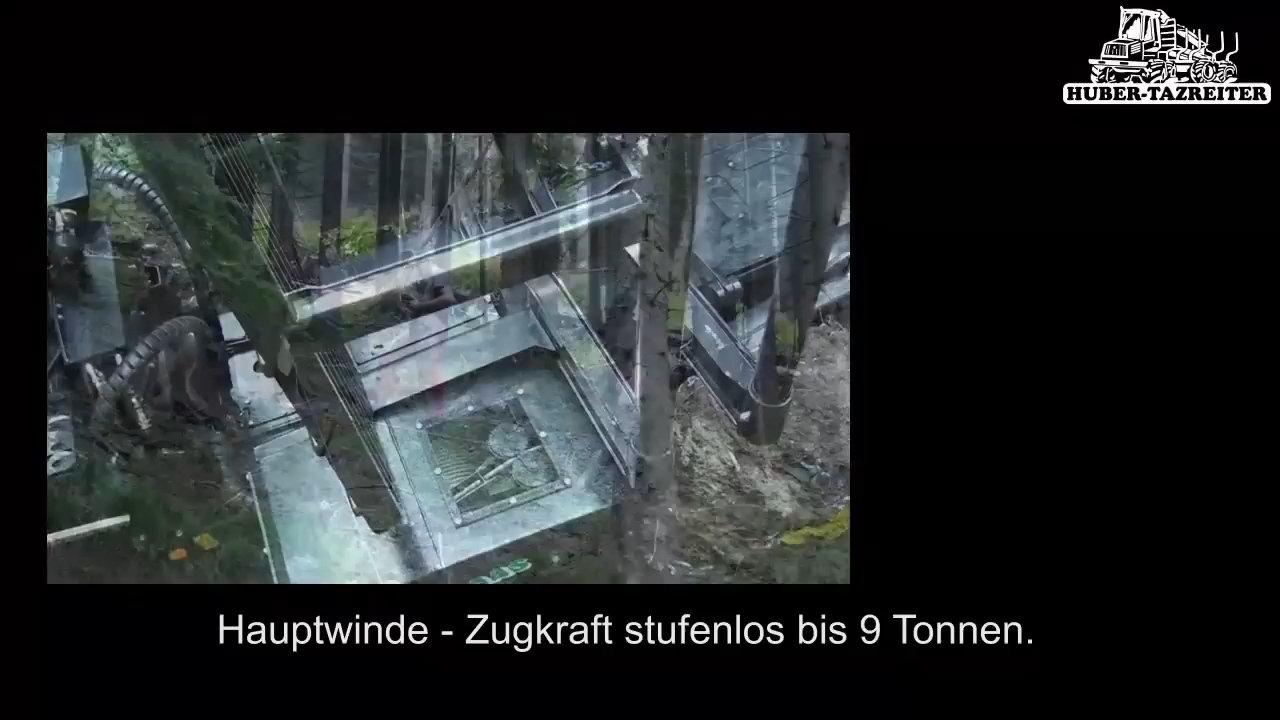 HUBER-TAZREITER
Hauptwinde - Zugkraft stufenlos bis 9 Tonnen.